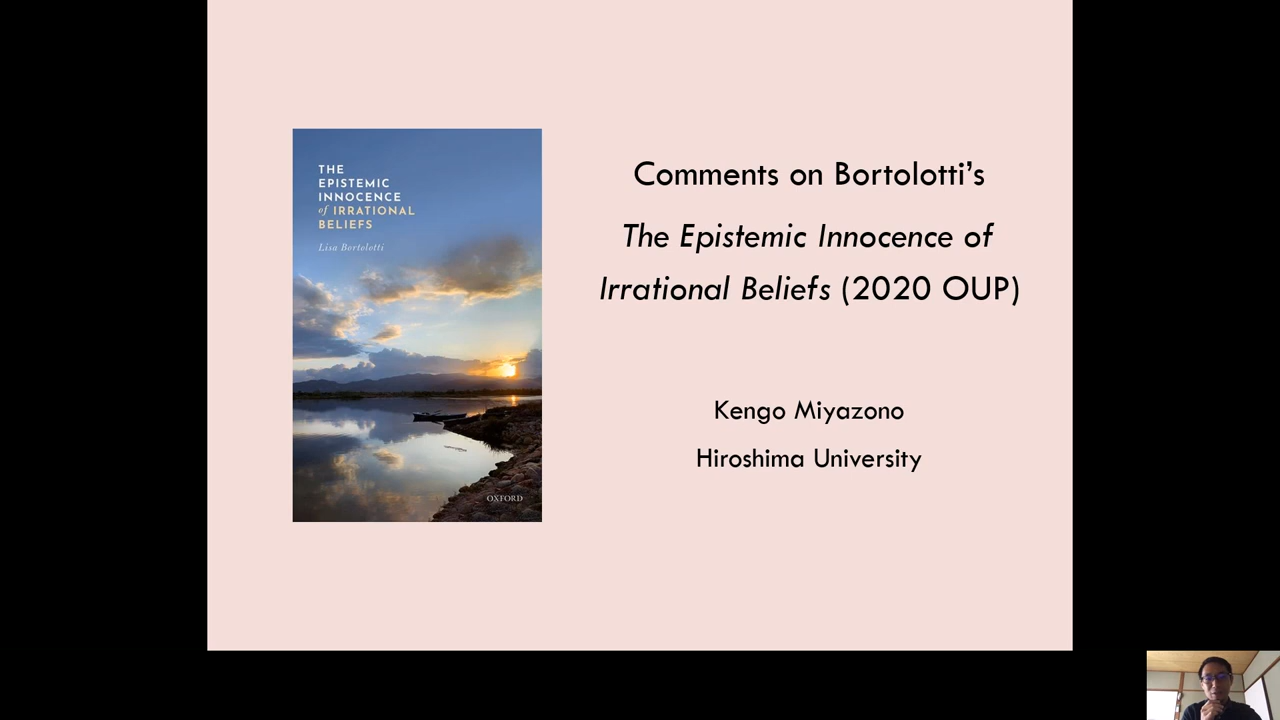 THE
EPISTEMIC
INNOCENCE
of IRRATIONAL
BELIEFS
Lisa Bortolotti
OXFORD
Comments on Bortolotti’s
The Epistemic Innocence of
Irrational Beliefs (2020 OUP)
Kengo Miyazono
Hiroshima University